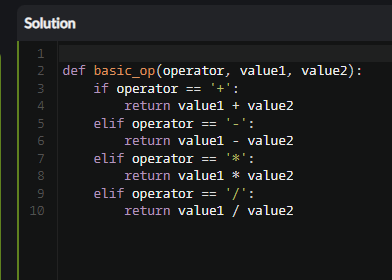 Solution
1
2 def basic_op(operator, value1, value2):
3     if operator == '+':
4         return value1 + value2
5     elif operator == '-':
6         return value1 - value2
7     elif operator == '*':
8         return value1 * value2
9     elif operator == '/':
10         return value1 / value2